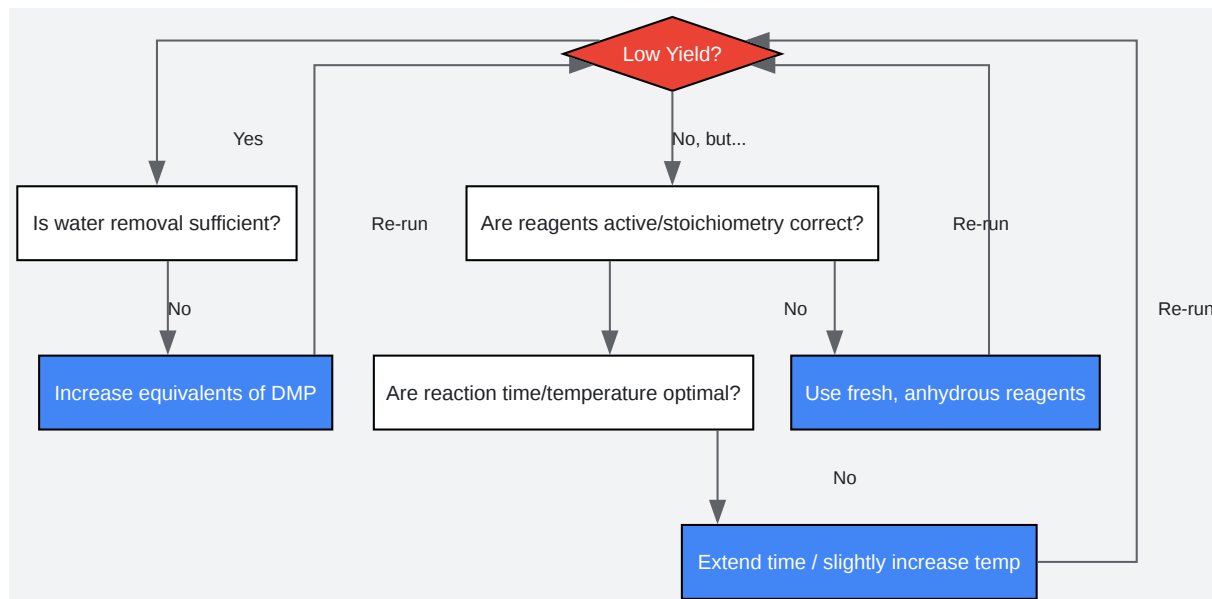 Low Yield?
Yes
No, but...
Is water removal sufficient?
Re-run
Are reagents active/stoichiometry correct?
Re-run
No
No
Re-run
Increase equivalents of DMP
Are reaction time/temperature optimal?
Use fresh, anhydrous reagents
No
Extend time / slightly increase temp